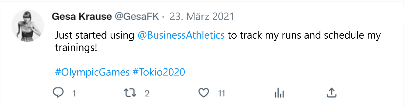 Gesa Krause @GesaFK · 23. März 2021
Just started using @BusinessAthletics to track my runs and schedule my
trainings!
#OlympicGames #Tokio2020
1 2 11